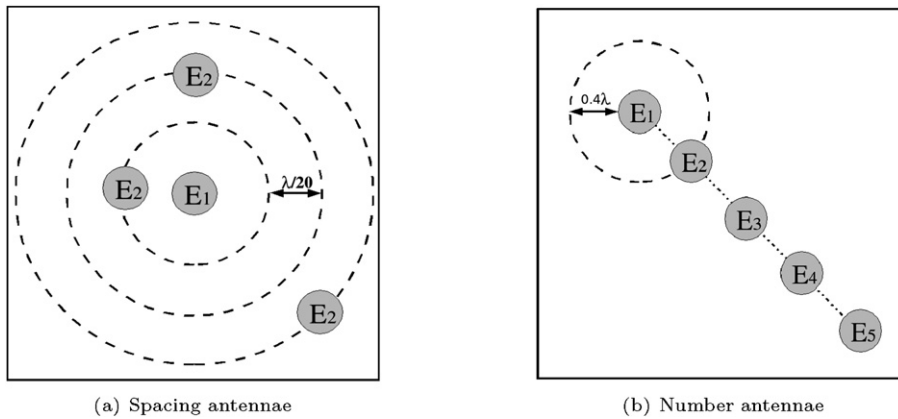 E₂
λ/20
E₂
E₁
E₂
(a) Spacing antennae
0.4λ
E₁
E₂
E₃
E₄
E₅
(b) Number antennae